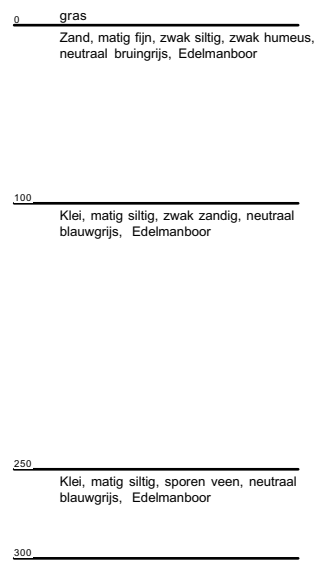 0 gras
Zand, matig fijn, zwak siltig, zwak humeus,
neutraal bruingrijs, Edelmanboor
100
Klei, matig siltig, zwak zandig, neutraal
blauwgrijs, Edelmanboor
250
Klei, matig siltig, sporen veen, neutraal
blauwgrijs, Edelmanboor
300